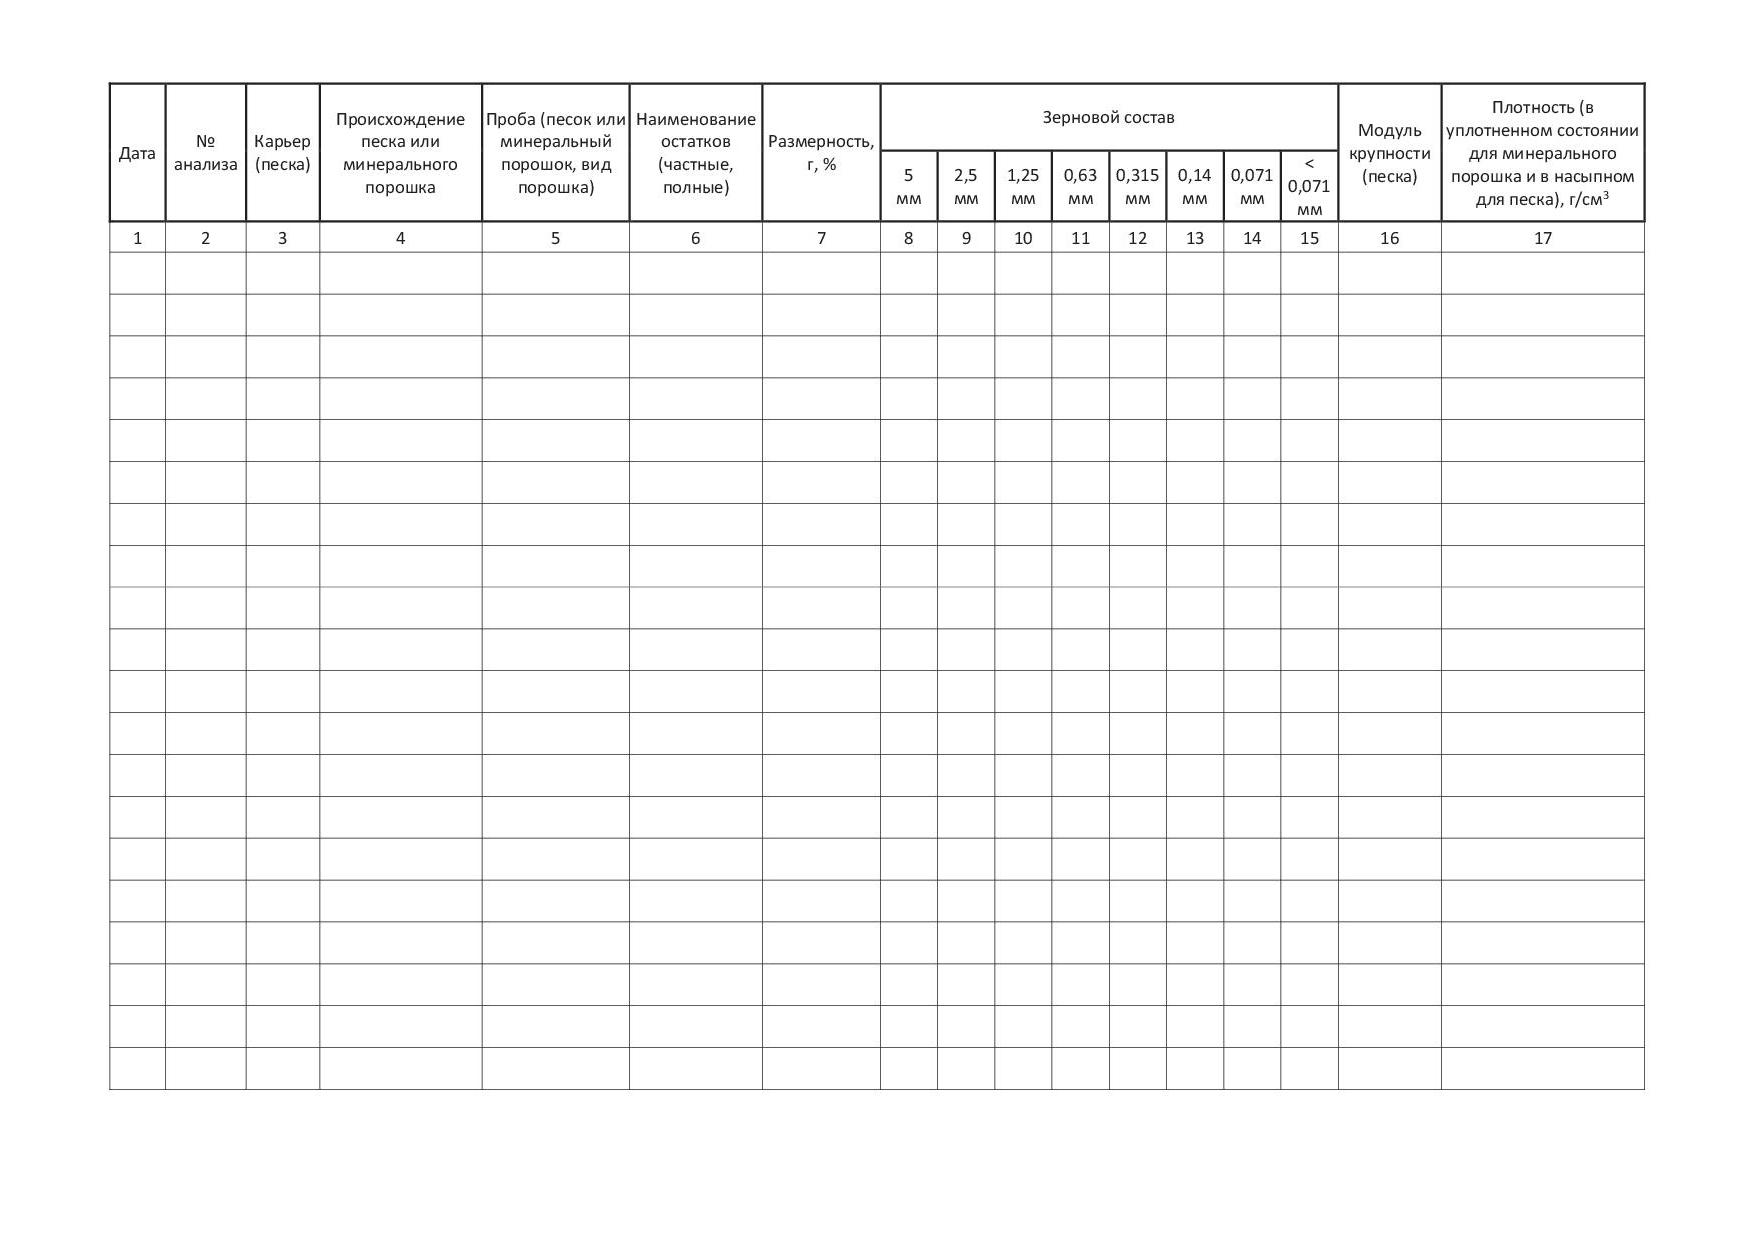 Дата
№
анализа
Карьер
(песка)
Происхождение
песка или
минерального
порошка
Проба (песок или
минеральный
порошок, вид
порошка)
Наименование
остатков
(частные,
полные)
Размерность,
г, %
Зерновой состав
5
мм
2,5
мм
1,25
мм
0,63
мм
0,315
мм
0,14
мм
0,071
мм
<
0,071
мм
Модуль
крупности
(песка)
Плотность (в
уплотненном состоянии
для минерального
порошка и в насыпном
для песка), г/см³
1 2 3 4 5 6 7 8 9 10 11 12 13 14 15 16 17